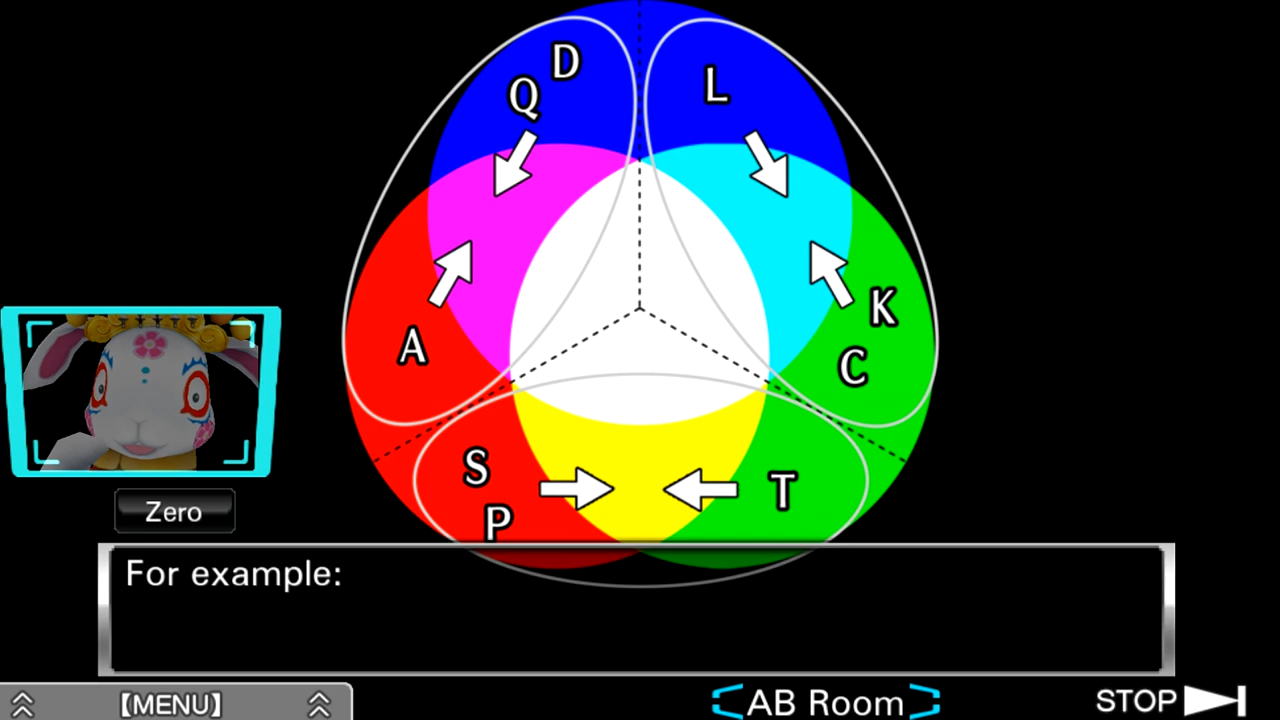 D
Q
L
K
A
C
S
T
P
Zero
For example:
【MENU】
AB Room
STOP